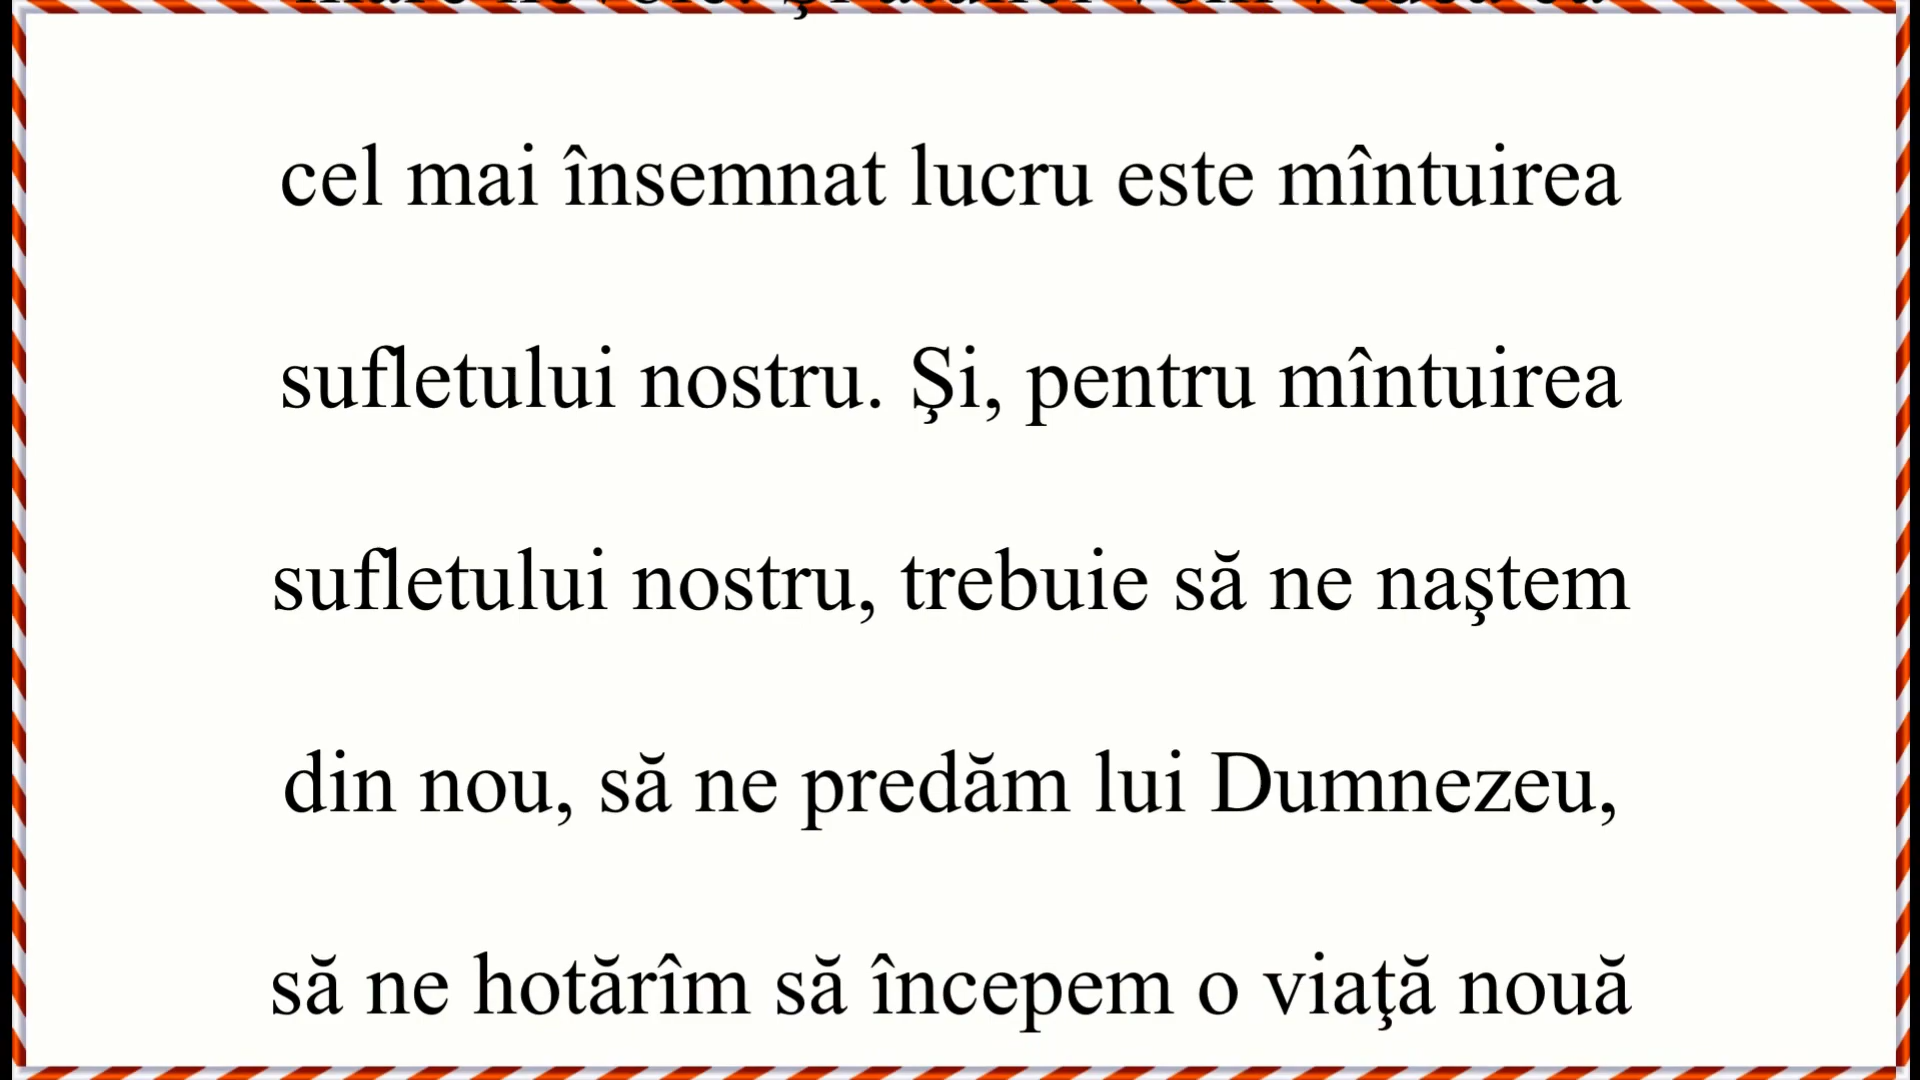 cel mai însemnat lucru este mîntuirea
sufletului nostru. Şi, pentru mîntuirea
sufletului nostru, trebuie să ne naştem
din nou, să ne predăm lui Dumnezeu,
să ne hotărîm să începem o viaţă nouă